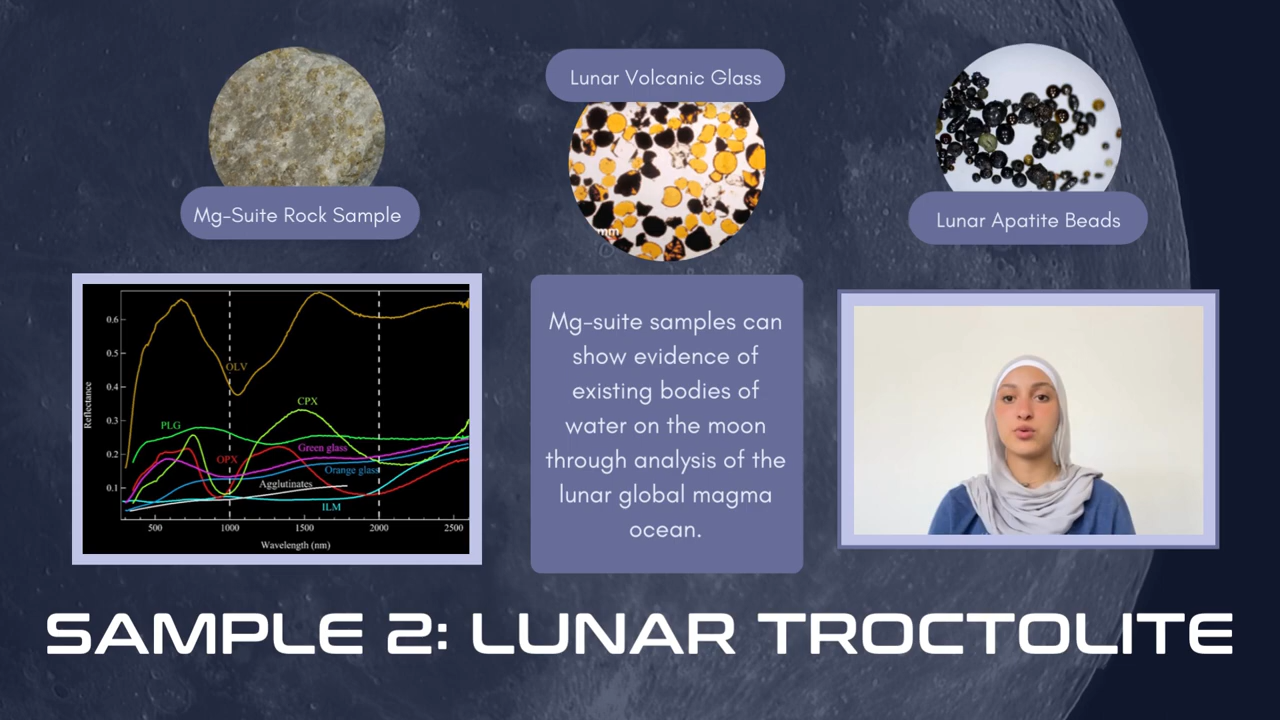 Lunar Volcanic Glass
mm
Mg-Suite Rock Sample
Lunar Apatite Beads
0.6
0.5
0.4
0.3
0.2
0.1
Reflectance
OLV
CPX
PLG
OPX
Green glass
Orange glass
Agglutinates
ILM
500
1000
1500
2000
2500
Wavelength (nm)
Mg-suite samples can
show evidence of
existing bodies of
water on the moon
through analysis of the
lunar global magma
ocean.
SAMPLE 2: LUNAR TROCTOLITE